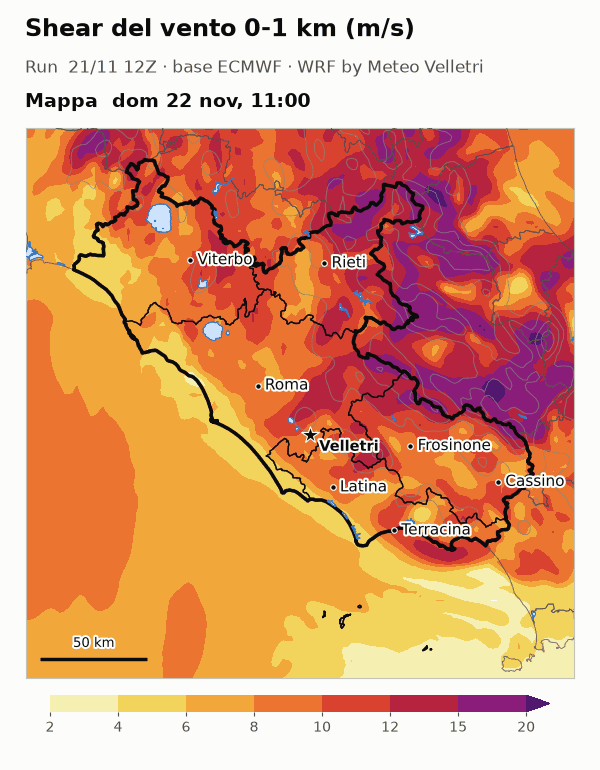 Shear del vento 0-1 km (m/s)
Run  21/11 12Z · base ECMWF · WRF by Meteo Velletri
Mappa  dom 22 nov, 11:00
Viterbo
Rieti
Roma
Velletri
Frosinone
Latina
Cassino
Terracina
50 km
2 4 6 8 10 12 15 20